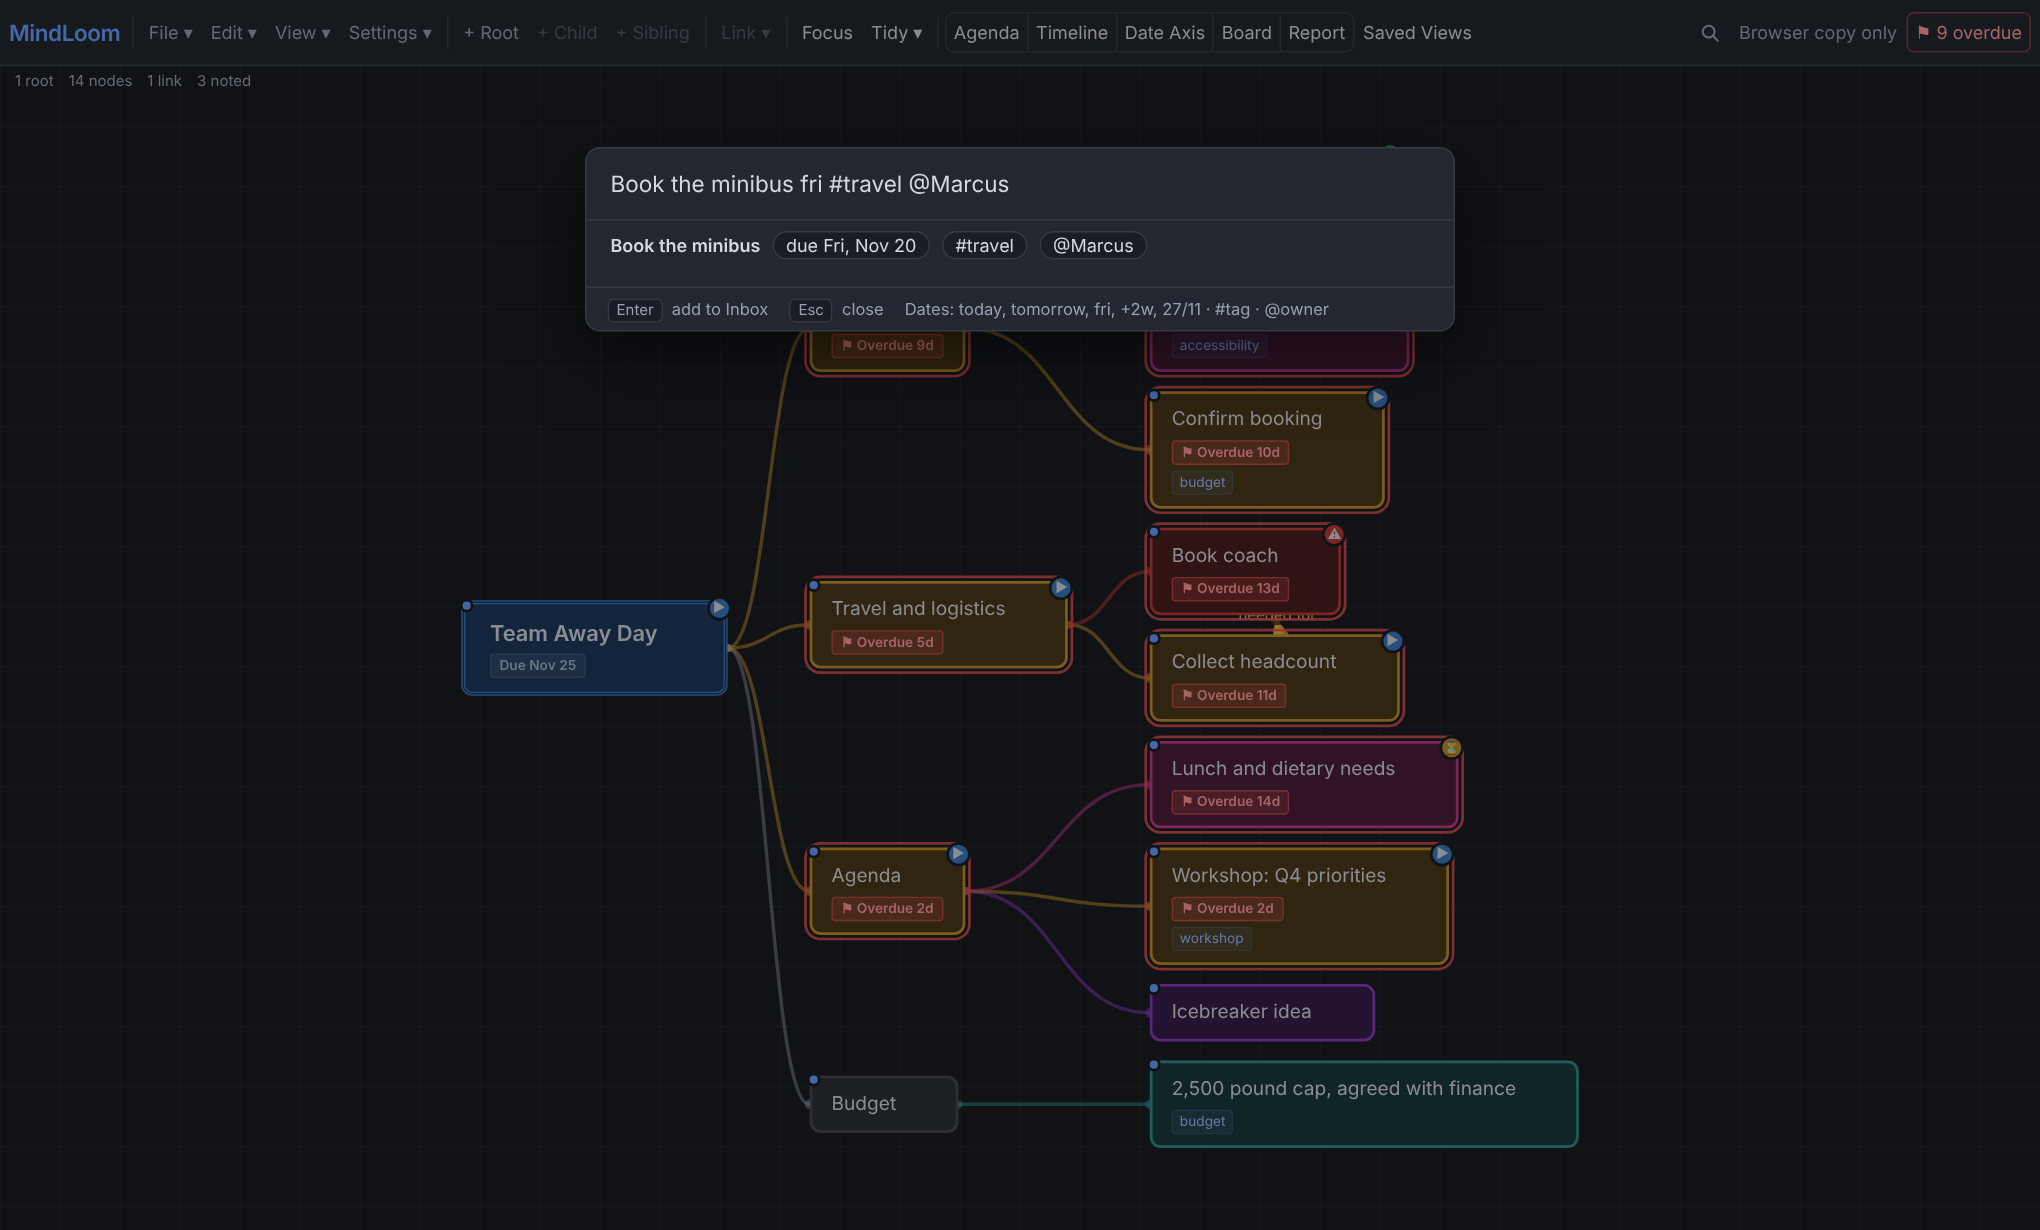 MindLoom File ▾ Edit ▾ View ▾ Settings ▾ + Root + Child + Sibling Link ▾ Focus Tidy ▾ Agenda Timeline Date Axis Board Report Saved Views Browser copy only ⚑ 9 overdue
1 root 14 nodes 1 link 3 noted
Book the minibus fri #travel @Marcus
Book the minibus due Fri, Nov 20 #travel @Marcus
Enter add to Inbox Esc close Dates: today, tomorrow, fri, +2w, 27/11 · #tag · @owner
⚑ Overdue 9d
accessibility
Confirm booking
⚑ Overdue 10d
budget
Book coach
⚑ Overdue 13d
needed for
Travel and logistics
⚑ Overdue 5d
Team Away Day
Due Nov 25
Collect headcount
⚑ Overdue 11d
Lunch and dietary needs
⚑ Overdue 14d
Agenda
⚑ Overdue 2d
Workshop: Q4 priorities
⚑ Overdue 2d
workshop
Icebreaker idea
Budget
2,500 pound cap, agreed with finance
budget